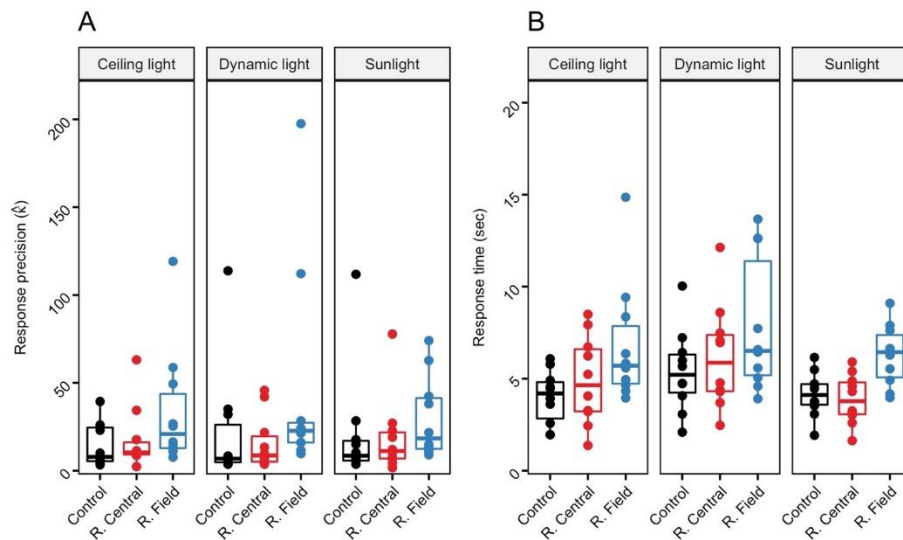 A
B
Ceiling light
Dynamic light
Sunlight
Ceiling light
Dynamic light
Sunlight
Response precision (k̂)
200
150
100
50
0
Control
R. Central
R. Field
Control
R. Central
R. Field
Control
R. Central
R. Field
Response time (sec)
20
15
10
5
0
Control
R. Central
R. Field
Control
R. Central
R. Field
Control
R. Central
R. Field